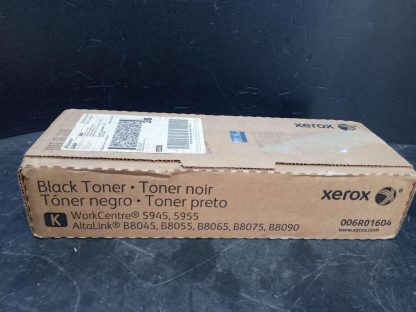 xerox
Black Toner • Toner noir
Tóner negro • Toner preto
K
WorkCentre® 5945, 5955
AltaLink® B8045, B8055, B8065, B8075, B8090
xerox
006R01604
www.xerox.com